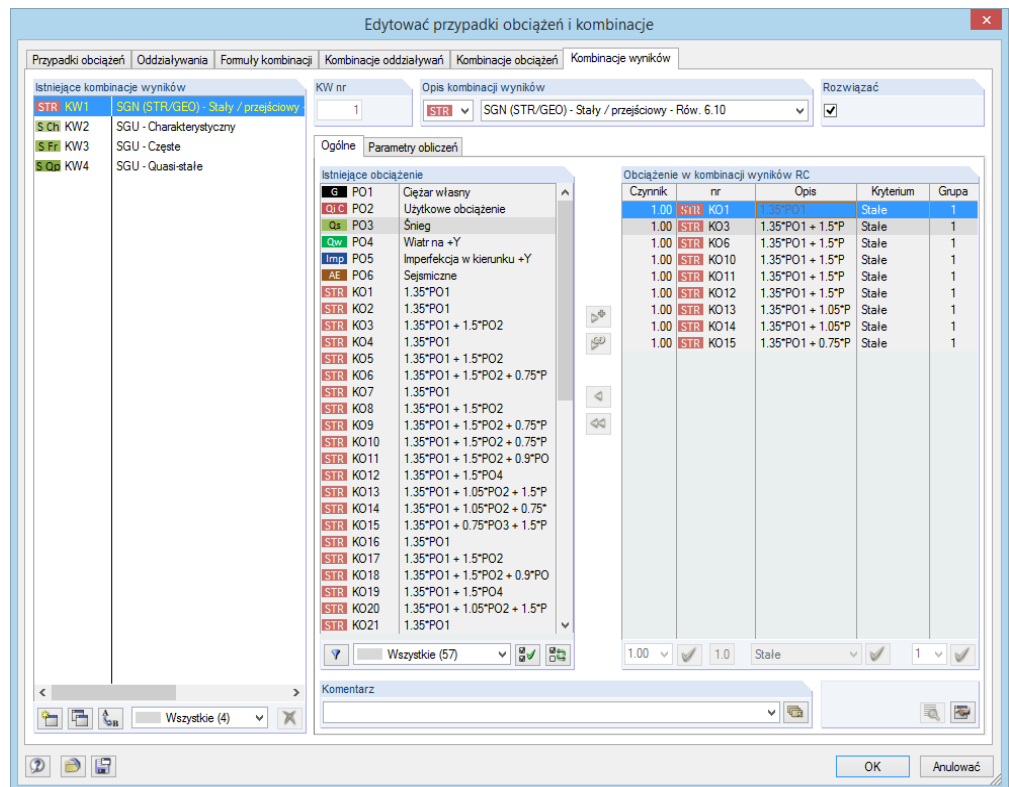 Edytować przypadki obciążeń i kombinacje
Przypadki obciążeń Oddziaływania Formuły kombinacji Kombinacje oddziaływań Kombinacje obciążeń Kombinacje wyników
Istniejące kombinacje wyników
STR KW1 SGN (STR/GEO) - Stały / przejściowy -
S Ch KW2 SGU - Charakterystyczny
S Fr KW3 SGU - Częste
S Qp KW4 SGU - Quasi-stałe
Wszystkie (4)
KW nr
1
Opis kombinacji wyników
STR SGN (STR/GEO) - Stały / przejściowy - Rów. 6.10
Rozwiązać
Ogólne Parametry obliczeń
Istniejące obciążenie
G PO1 Ciężar własny
Qi C PO2 Użytkowe obciążenie
Qs PO3 Śnieg
Qw PO4 Wiatr na +Y
Imp PO5 Imperfekcja w kierunku +Y
AE PO6 Sejsmiczne
STR KO1 1.35*PO1
STR KO2 1.35*PO1
STR KO3 1.35*PO1 + 1.5*PO2
STR KO4 1.35*PO1
STR KO5 1.35*PO1 + 1.5*PO2
STR KO6 1.35*PO1 + 1.5*PO2 + 0.75*P
STR KO7 1.35*PO1
STR KO8 1.35*PO1 + 1.5*PO2
STR KO9 1.35*PO1 + 1.5*PO2 + 0.75*P
STR KO10 1.35*PO1 + 1.5*PO2 + 0.75*P
STR KO11 1.35*PO1 + 1.5*PO2 + 0.9*PO
STR KO12 1.35*PO1 + 1.5*PO4
STR KO13 1.35*PO1 + 1.05*PO2 + 1.5*P
STR KO14 1.35*PO1 + 1.05*PO2 + 0.75*
STR KO15 1.35*PO1 + 0.75*PO3 + 1.5*P
STR KO16 1.35*PO1
STR KO17 1.35*PO1 + 1.5*PO2
STR KO18 1.35*PO1 + 1.5*PO2 + 0.9*PO
STR KO19 1.35*PO1 + 1.5*PO4
STR KO20 1.35*PO1 + 1.05*PO2 + 1.5*P
STR KO21 1.35*PO1
Wszystkie (57)
Obciążenie w kombinacji wyników RC
Czynnik nr Opis Kryterium Grupa
1.00 STR KO1 1.35*PO1 Stałe 1
1.00 STR KO3 1.35*PO1 + 1.5*P Stałe 1
1.00 STR KO6 1.35*PO1 + 1.5*P Stałe 1
1.00 STR KO10 1.35*PO1 + 1.5*P Stałe 1
1.00 STR KO11 1.35*PO1 + 1.5*P Stałe 1
1.00 STR KO12 1.35*PO1 + 1.5*P Stałe 1
1.00 STR KO13 1.35*PO1 + 1.05*P Stałe 1
1.00 STR KO14 1.35*PO1 + 1.05*P Stałe 1
1.00 STR KO15 1.35*PO1 + 0.75*P Stałe 1
1.00 1.0 Stałe 1
Komentarz
OK Anulować